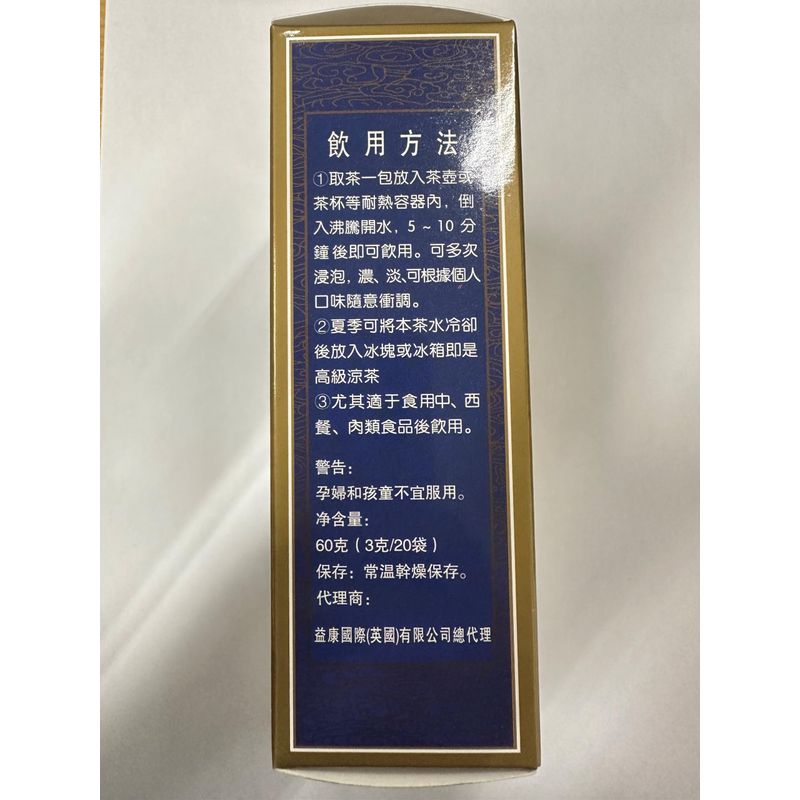 飲用方法
①取茶一包放入茶壺或
茶杯等耐熱容器內，倒
入沸騰開水，5 ~ 10 分
鐘後即可飲用。可多次
浸泡，濃、淡、可根據個人
口味隨意衝調。
②夏季可將本茶水冷卻
後放入冰塊或冰箱即是
高級涼茶
③尤其適于食用中、西
餐、肉類食品後飲用。
警告：
孕婦和孩童不宜服用。
净含量：
60克（3克/20袋）
保存：常温幹燥保存。
代理商：
益康國際(英國)有限公司總代理